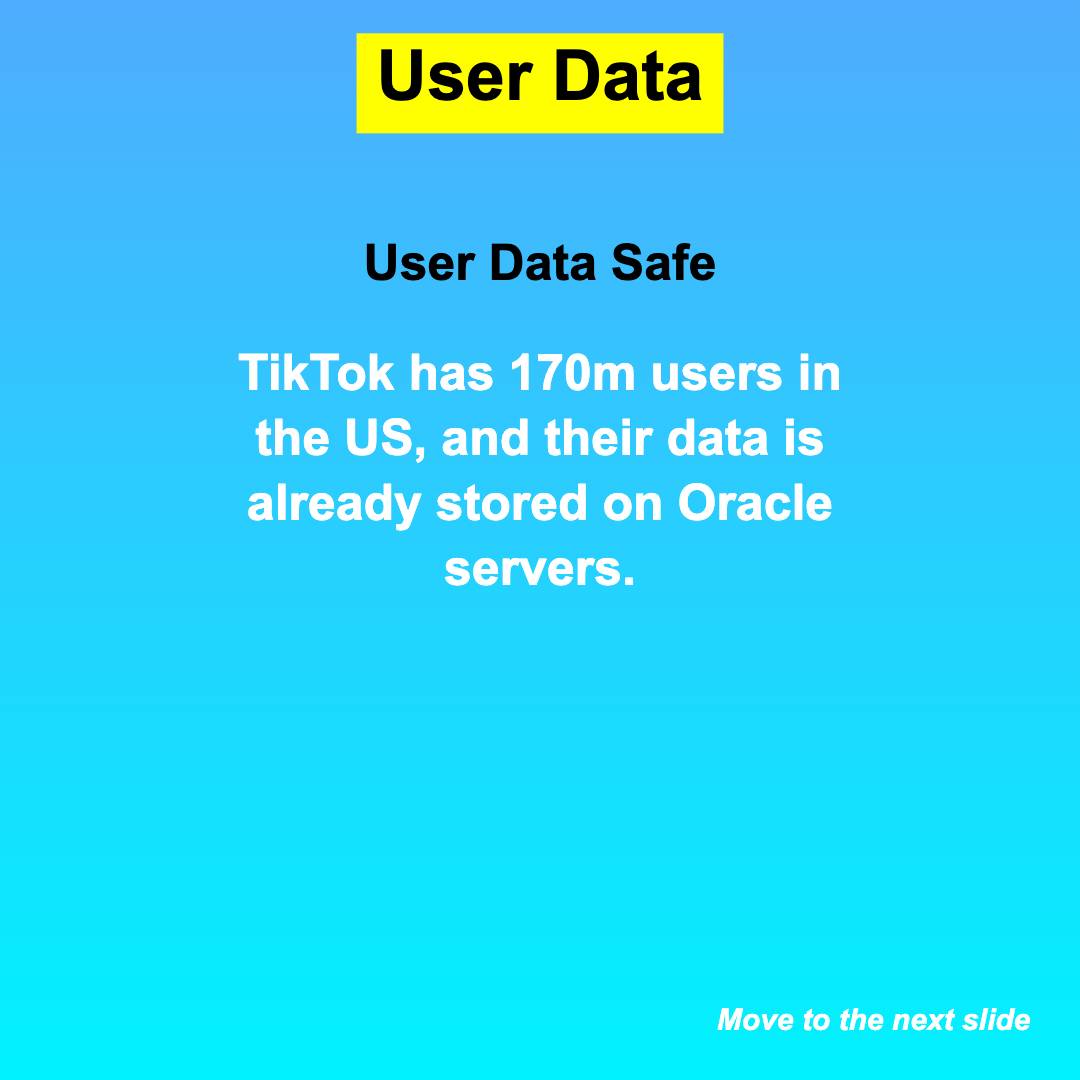 User Data
User Data Safe
TikTok has 170m users in
the US, and their data is
already stored on Oracle
servers.
Move to the next slide